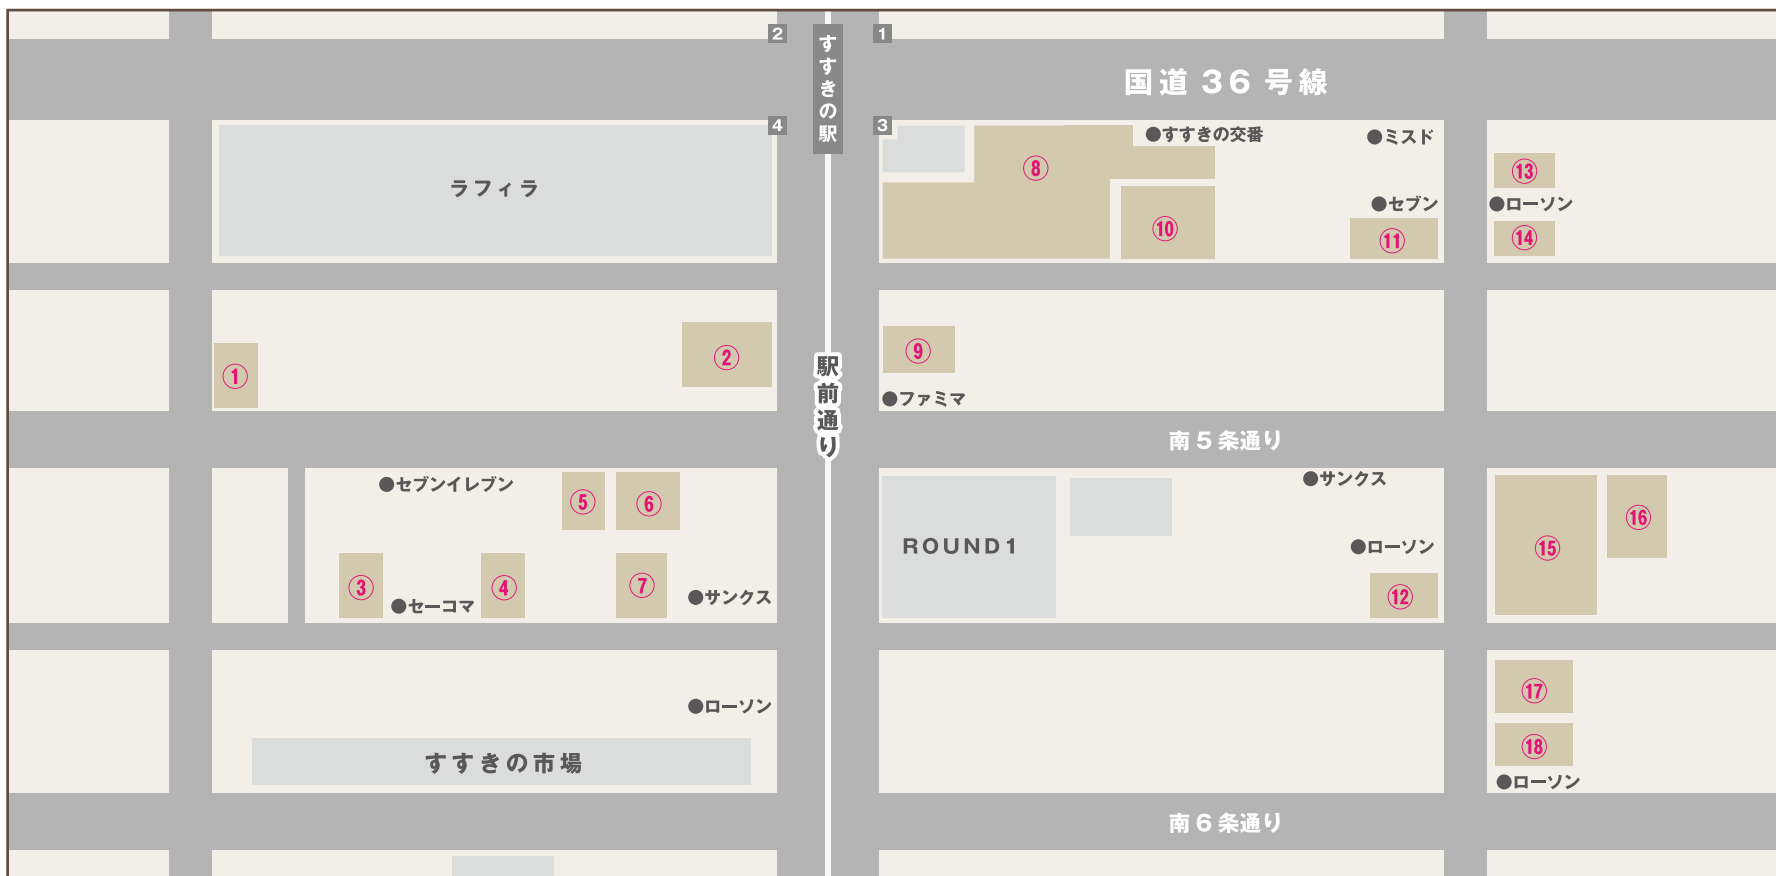 2
1
すすきの駅
国道 36 号線
4
3
●すすきの交番
●ミスド
ラフィラ
⑧
⑬
⑩
●セブン
●ローソン
⑪
⑭
①
②
駅前通り
⑨
●ファミマ
南 5 条通り
●セブンイレブン
⑤
⑥
●サンクス
⑯
ROUND1
●ローソン
⑮
③
●セーコマ
④
⑦
●サンクス
⑫
●ローソン
⑰
すすきの市場
⑱
●ローソン
南 6 条通り